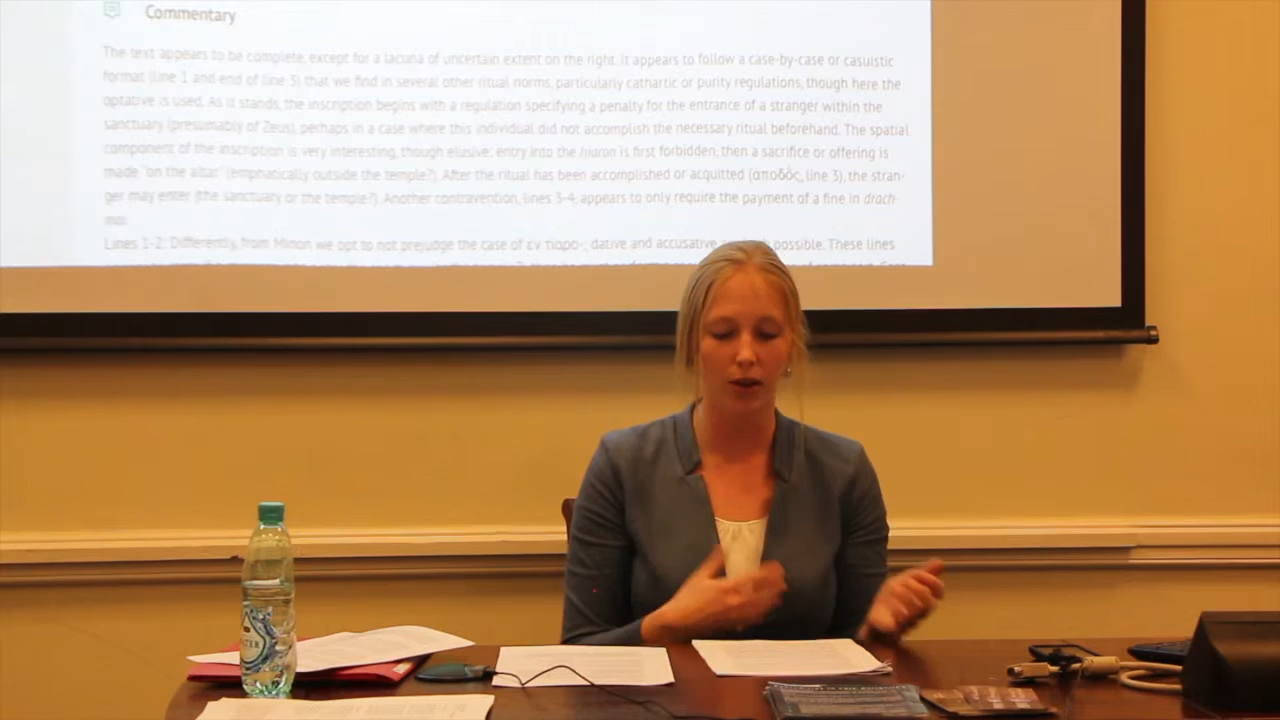 Commentary
The text appears to be complete, except for a lacuna of uncertain extent on the right. It appears to follow a case-by-case or casuistic
format (line 1 and end of line 3) that we find in several other ritual norms, particularly cathartic or purity regulations, though here the
optative is used. As it stands, the inscription begins with a regulation specifying a penalty for the entrance of a stranger within the
sanctuary (presumably of Zeus), perhaps in a case where this individual did not accomplish the necessary ritual beforehand. The spatial
component of the inscription is very interesting, though elusive: entry into the hiaron is first forbidden, then a sacrifice or offering is
made "on the altar" (emphatically outside the temple?). After the ritual has been accomplished or acquitted (ἀποδὸς, line 3), the stran-
ger may enter (the sanctuary or the temple?). Another contravention, lines 3-4, appears to only require the payment of a fine in drach-
mai.
Lines 1-2: Differently, from Minon we opt to not prejudge the case of εν τιαρο-: dative and accusative possible. These lines
TER